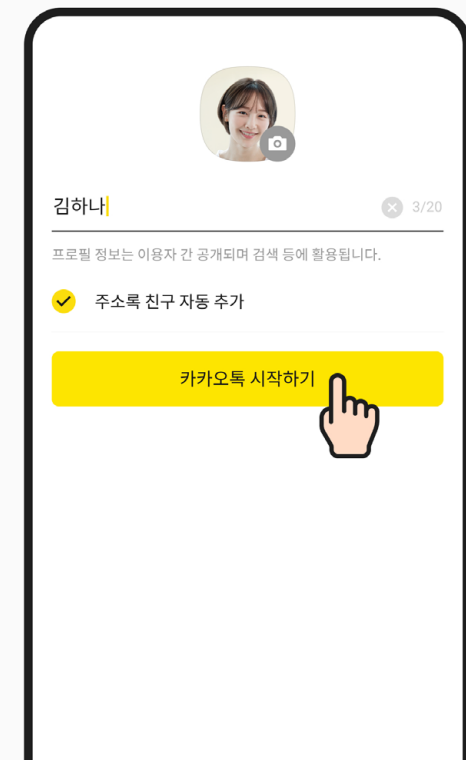 김하나
3/20
프로필 정보는 이용자 간 공개되며 검색 등에 활용됩니다.
주소록 친구 자동 추가
카카오톡 시작하기